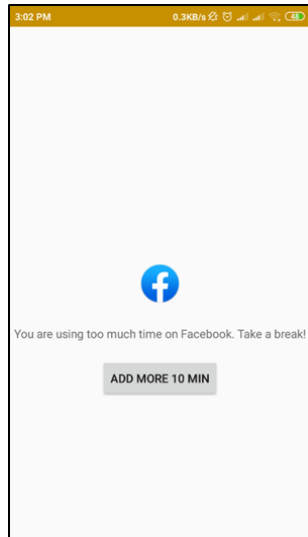 3:02 PM 0.3KB/s 48
You are using too much time on Facebook. Take a break!
ADD MORE 10 MIN